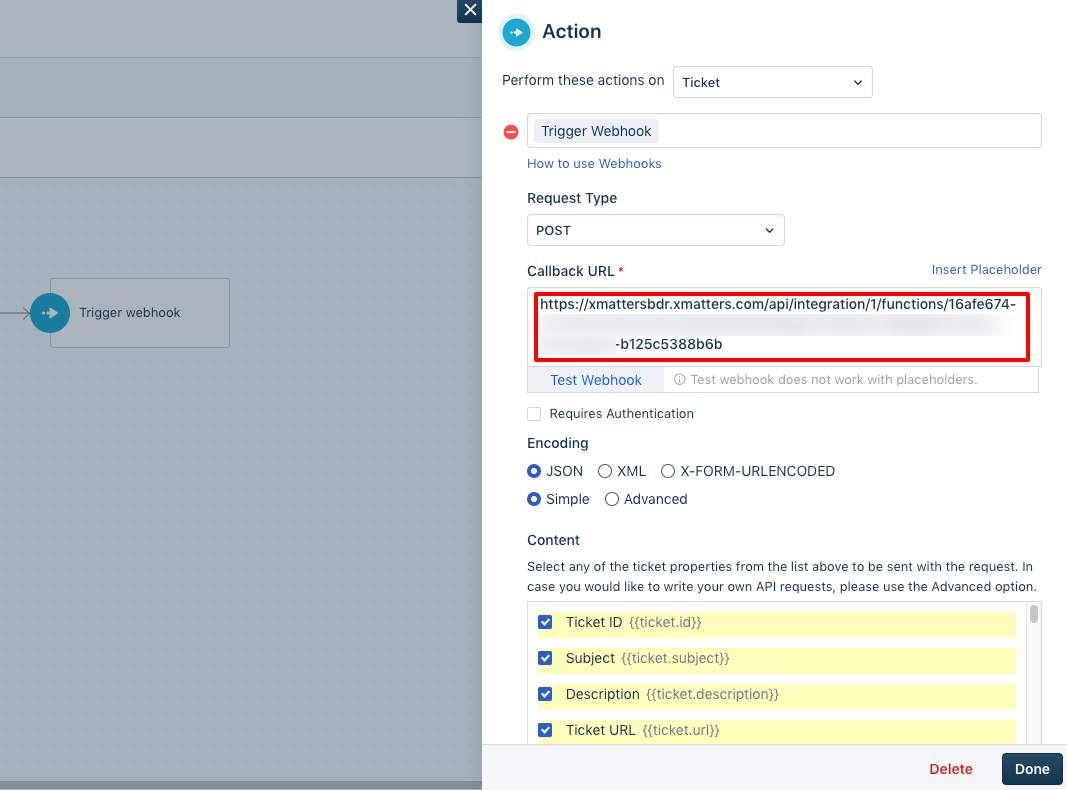 Action
Perform these actions on Ticket
Trigger Webhook
How to use Webhooks
Request Type
POST
Callback URL *
Insert Placeholder
https://xmattersbdr.xmatters.com/api/integration/1/functions/16afe674-
-b125c5388b6b
Test Webhook
Test webhook does not work with placeholders.
Requires Authentication
Encoding
JSON XML X-FORM-URLENCODED
Simple Advanced
Content
Select any of the ticket properties from the list above to be sent with the request. In
case you would like to write your own API requests, please use the Advanced option.
Ticket ID {{ticket.id}}
Subject {{ticket.subject}}
Description {{ticket.description}}
Ticket URL {{ticket.url}}
Delete Done
Trigger webhook